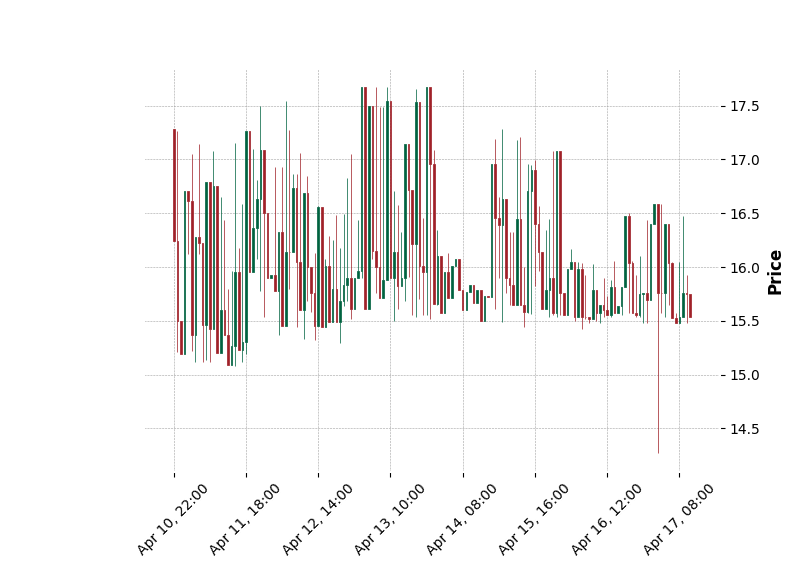 17.5
17.0
16.5
16.0
15.5
15.0
14.5
Price
Apr 10, 22:00
Apr 11, 18:00
Apr 12, 14:00
Apr 13, 10:00
Apr 14, 08:00
Apr 15, 16:00
Apr 16, 12:00
Apr 17, 08:00